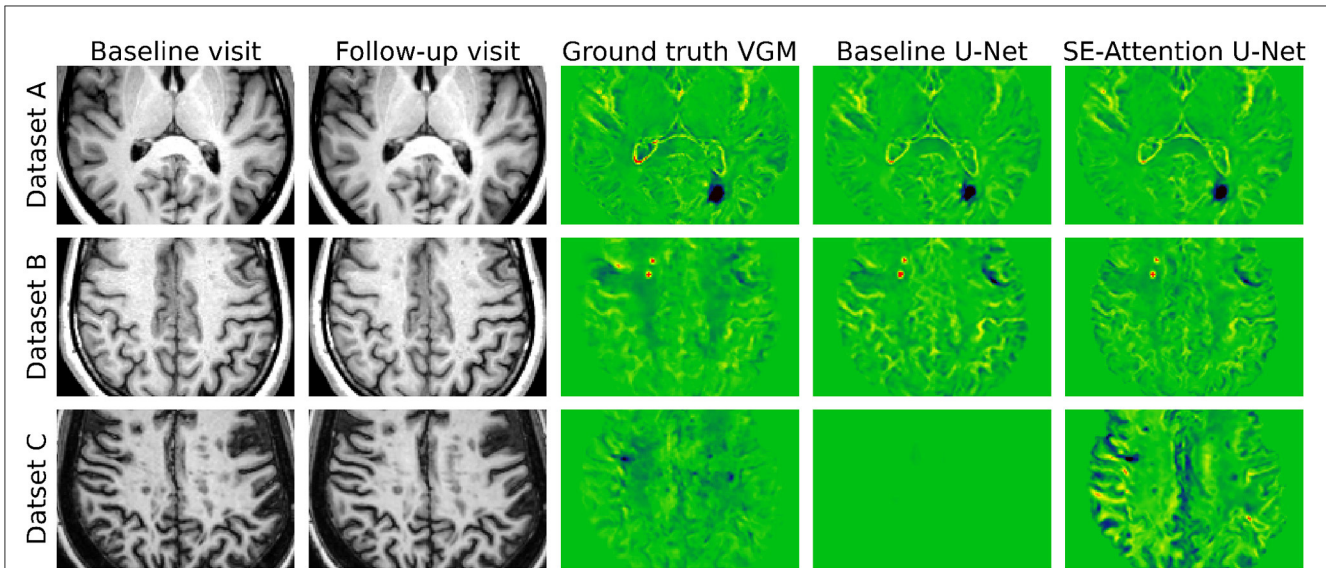 Baseline visit Follow-up visit Ground truth VGM Baseline U-Net SE-Attention U-Net
Dataset A
Dataset B
Datset C